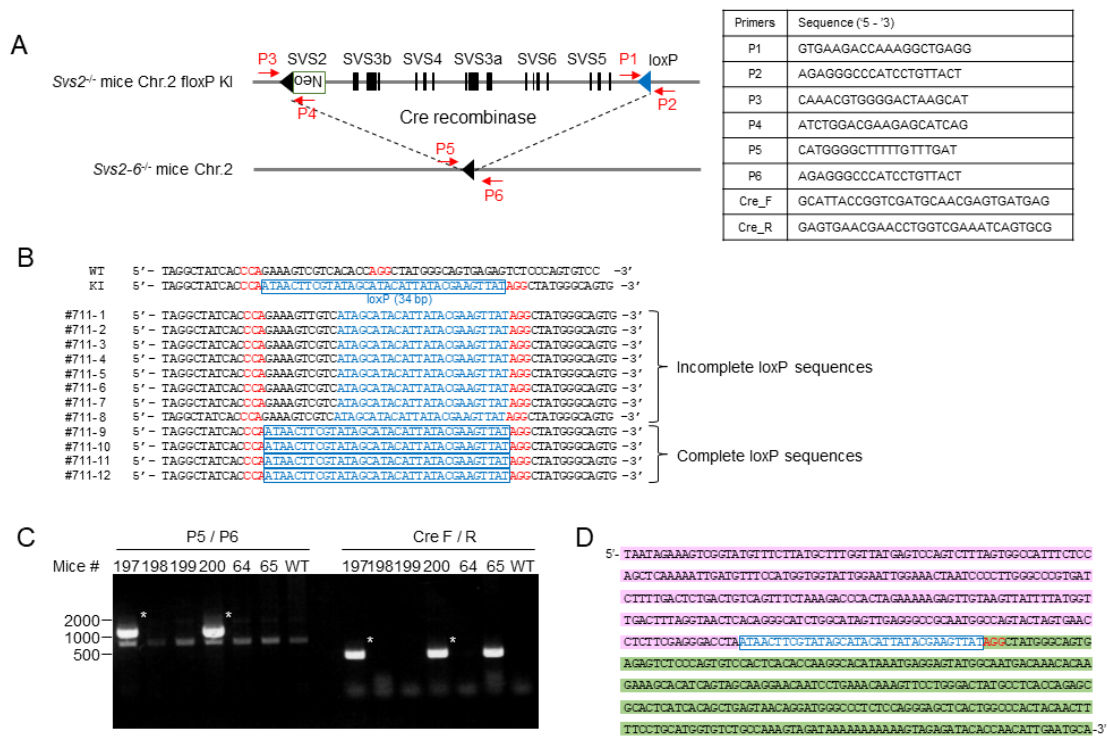 A
SVS2 SVS3b SVS4 SVS3a SVS6 SVS5 loxP
P3 P1
Svs2-/- mice Chr.2 floxP KI
Neo
P4 P2
Cre recombinase
P5
Svs2-6-/- mice Chr.2
P6
Primers Sequence ('5 - '3)
P1 GTGAAGACCAAAGGCTGAGG
P2 AGAGGGCCCATCCTGTTACT
P3 CAAACGTGGGGACTAAGCAT
P4 ATCTGGACGAAGAGCATCAG
P5 CATGGGGCTTTTTGTTTGAT
P6 AGAGGGCCCATCCTGTTACT
Cre_F GCATTACCGGTCGATGCAACGAGTGATGAG
Cre_R GAGTGAACGAACCTGGTCGAAATCAGTGCG
B
WT 5'- TAGGCTATCACCCAGAAAGTCGTCACACCAGGCTATGGGCAGTGAGAGTCTCCCAGTGTCC -3'
KI 5'- TAGGCTATCACCCAATAACTTCGTATAGCATACATTATACGAAGTTATAGGCTATGGGCAGTG -3'
loxP (34 bp)
#711-1 5'- TAGGCTATCACCCAGAAAGTTGTCATAGCATACATTATACGAAGTTATAGGCTATGGGCAGTG -3'
#711-2 5'- TAGGCTATCACCCAGAAAGTCGTCATAGCATACATTATACGAAGTTATAGGCTATGGGCAGTG -3'
#711-3 5'- TAGGCTATCACCCAGAAAGTCGTCATAGCATACATTATACGAAGTTATAGGCTATGGGCAGTG -3'
#711-4 5'- TAGGCTATCACCCAGAAAGTCGTCATAGCATACATTATACGAAGTTATAGGCTATGGGCAGTG -3'
#711-5 5'- TAGGCTATCACCCAGAAAGTCGTCATAGCATACATTATACGAAGTTATAGGCTATGGGCAGTG -3'
#711-6 5'- TAGGCTATCACCCAGAAAGTCGTCATAGCATACATTATACGAAGTTATAGGCTATGGGCAGTG -3'
#711-7 5'- TAGGCTATCACCCAGAAAGTCGTCATAGCATACATTATACGAAGTTATAGGCTATGGGCAGTG -3'
#711-8 5'- TAGGCTATCACCCAGAAAGTCGTCATAGCATACATTATACGAAGTTATAGGCTATGGGCAGTG -3'
Incomplete loxP sequences
#711-9 5'- TAGGCTATCACCCAATAACTTCGTATAGCATACATTATACGAAGTTATAGGCTATGGGCAGTG -3'
#711-10 5'- TAGGCTATCACCCAATAACTTCGTATAGCATACATTATACGAAGTTATAGGCTATGGGCAGTG -3'
#711-11 5'- TAGGCTATCACCCAATAACTTCGTATAGCATACATTATACGAAGTTATAGGCTATGGGCAGTG -3'
#711-12 5'- TAGGCTATCACCCAATAACTTCGTATAGCATACATTATACGAAGTTATAGGCTATGGGCAGTG -3'
Complete loxP sequences
C
P5 / P6 Cre F / R
Mice # 197 198 199 200 64 65 WT 197 198 199 200 64 65 WT
2000
1000
500
* * * *
D
5'- TAATAGAAAGTCGGTATGTTTCTTATGCTTTGGTTATGAGTCCAGTCTTTAGTGGCCATTTCTCC
AGCTCAAAAATTGATGTTTCCATGGTGGTATTGGAATTGGAAACTAATCCCCTTGGGCCCGTGAT
CTTTTGACTCTGACTGTCAGTTTCTAAAGACCCACTAGAAAAAGAGTGTAAGTTATTTTATGGT
TGACTTTAGGTAACTCACAGGGCATCTGGCATAGTTGAGGGCCGCAATGGCCAGTAGTGAAC
CTCTTCGAGGGACCTAATAACTTCGTATAGCATACATTATACGAAGTTATAGGCTATGGGCAGTG
AGAGTCTCCCAGTGTCCACTCACACCAAGGCACATAAATGAGGAGTATGGCAATGACAAACACAA
GAAAGCACATCAGTAGCAAGGAACAATCCTGAAACAAAGTTCCTGGGACTATGCCTCACCAGAGC
GCACTCATCACAGCTGAGTAACAGGATGGGCCCTCTCCAGGGAGCTCACTGGCCCACTACAACTT
TTCCTGCATGGTGTCTGCCAAAGTAGATAAAAAAAAAAAGTAGAGATACACCAACATTGAATGCA-3'